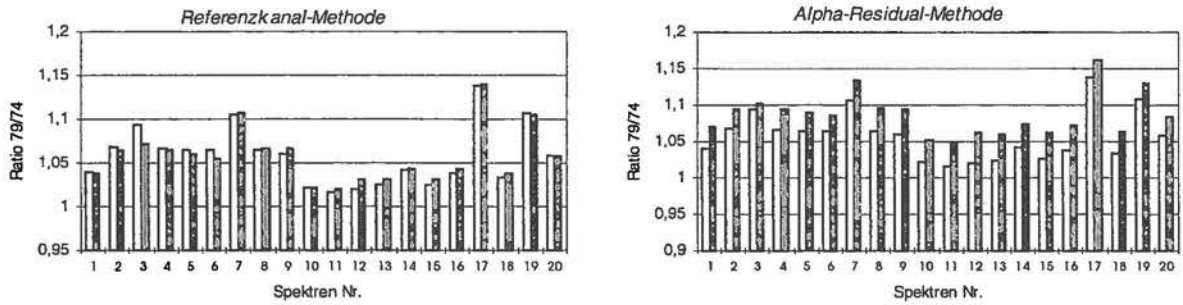 Referenzkanal-Methode
1,2
1,15
1,1
1,05
1
0,95
Ratio 79/74
1 2 3 4 5 6 7 8 9 10 11 12 13 14 15 16 17 18 19 20
Spektren Nr.
Alpha-Residual-Methode
1,2
1,15
1,1
1,05
1
0,95
0,9
Ratio 79/74
1 2 3 4 5 6 7 8 9 10 11 12 13 14 15 16 17 18 19 20
Spektren Nr.